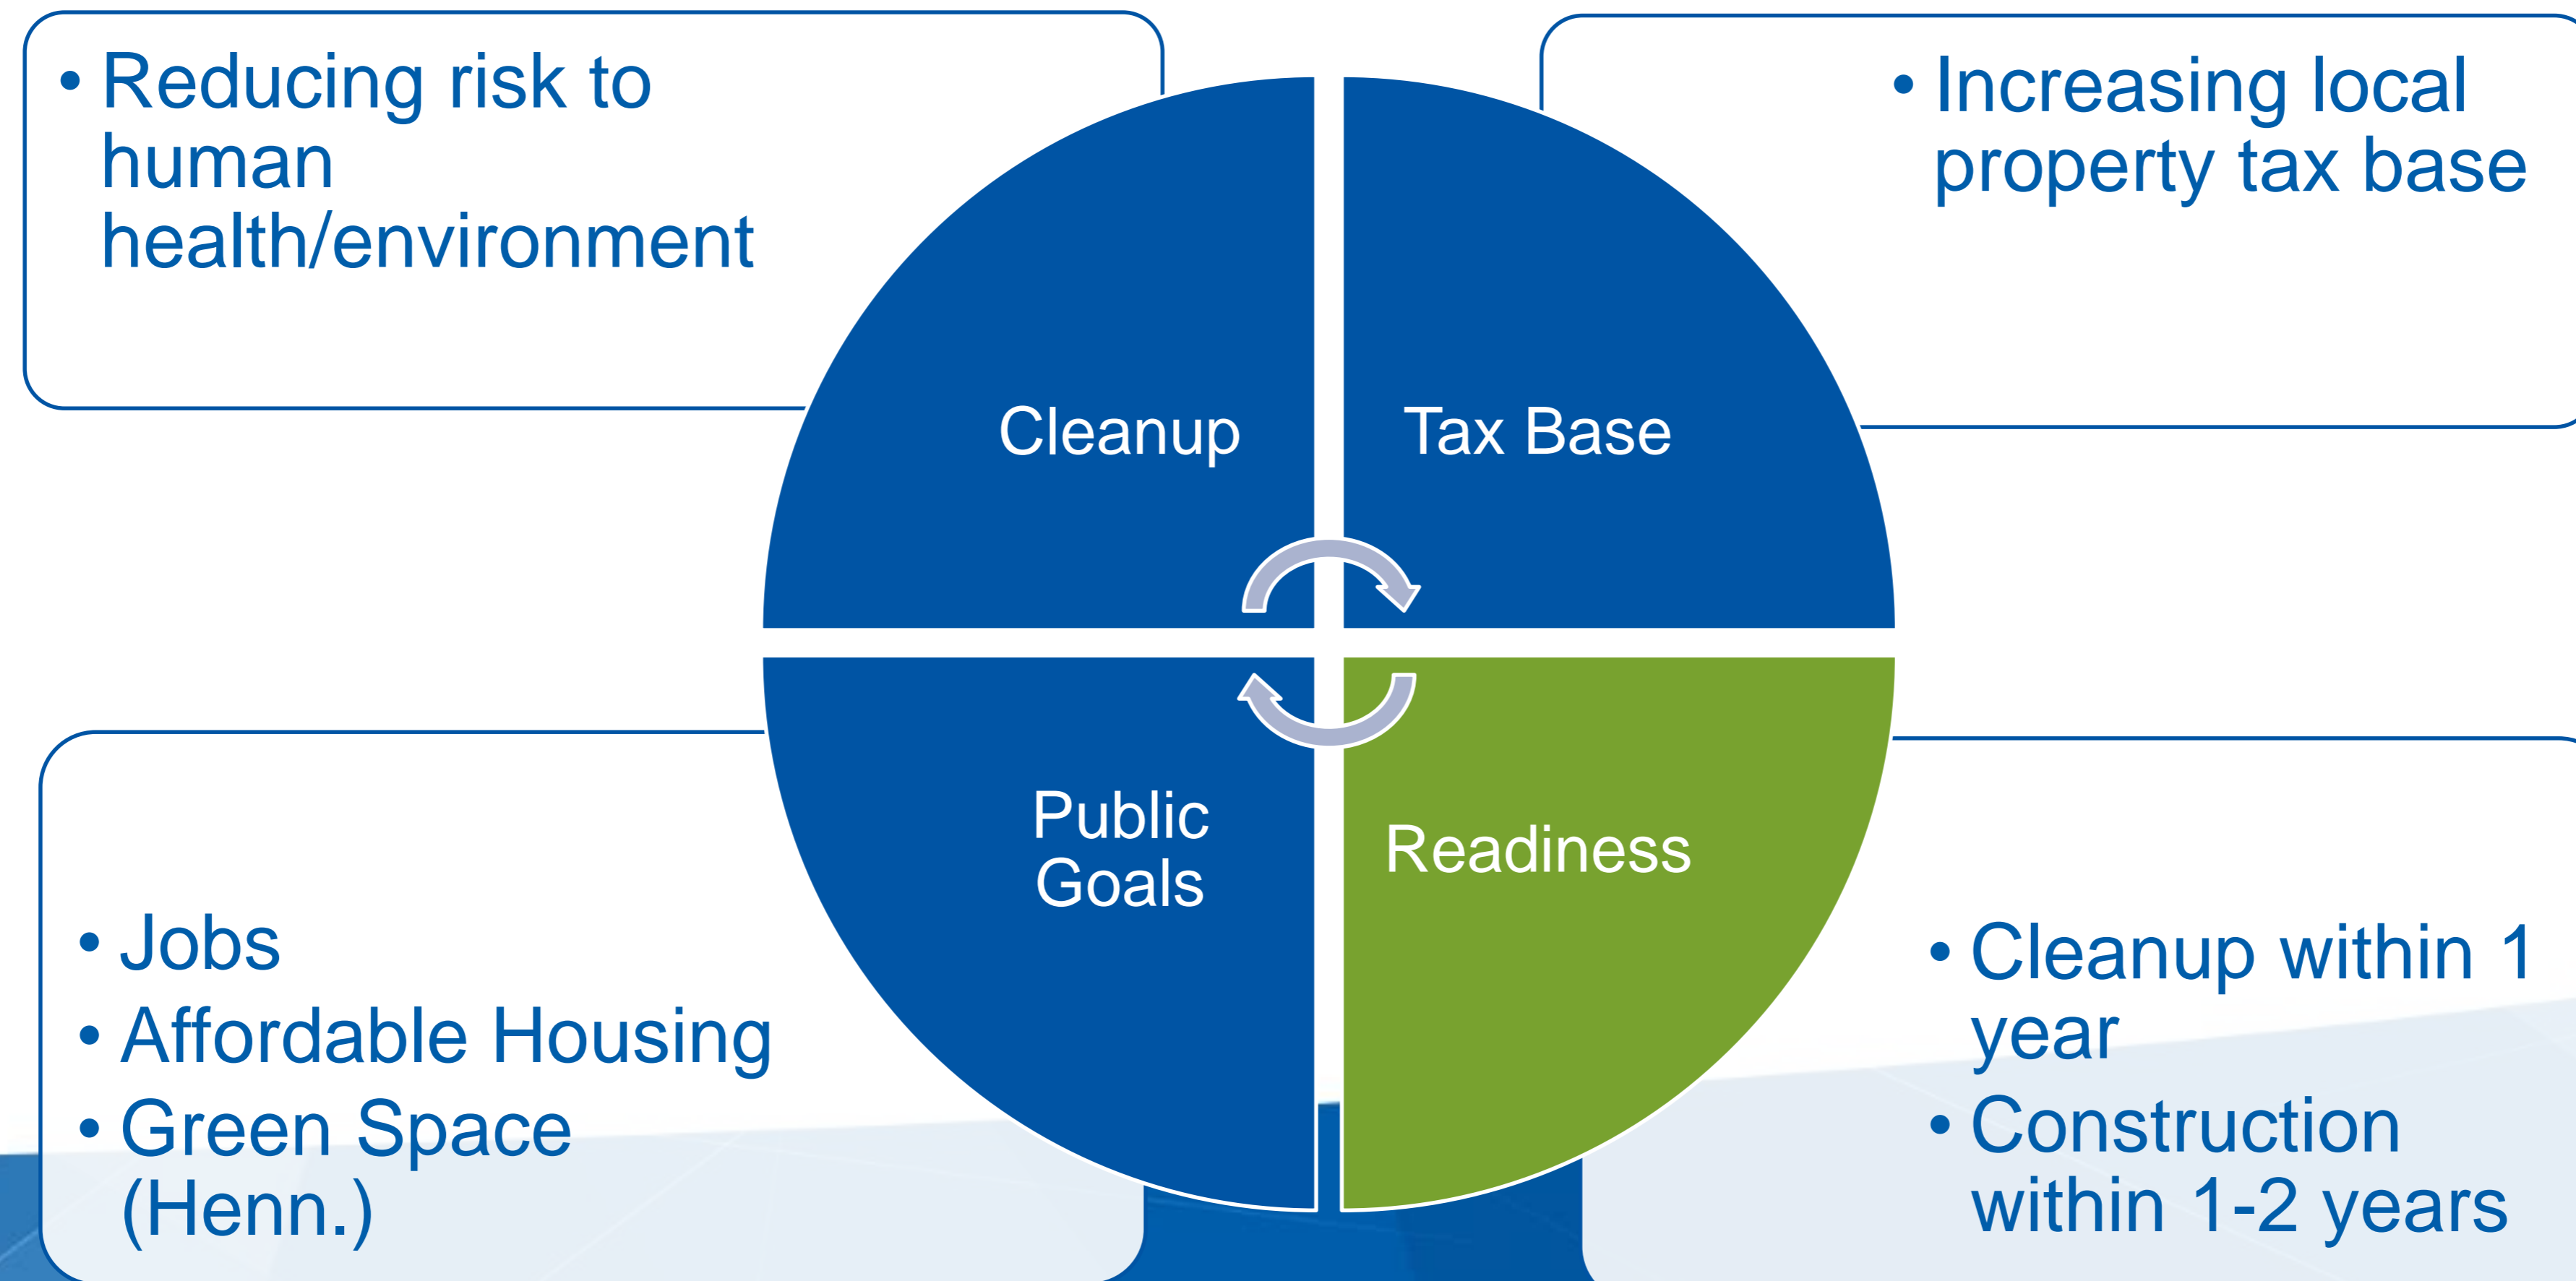 • Reducing risk to
human
health/environment
• Increasing local
property tax base
Cleanup
Tax Base
Public
Goals
Readiness
• Jobs
• Affordable Housing
• Green Space
(Henn.)
• Cleanup within 1
year
• Construction
within 1-2 years